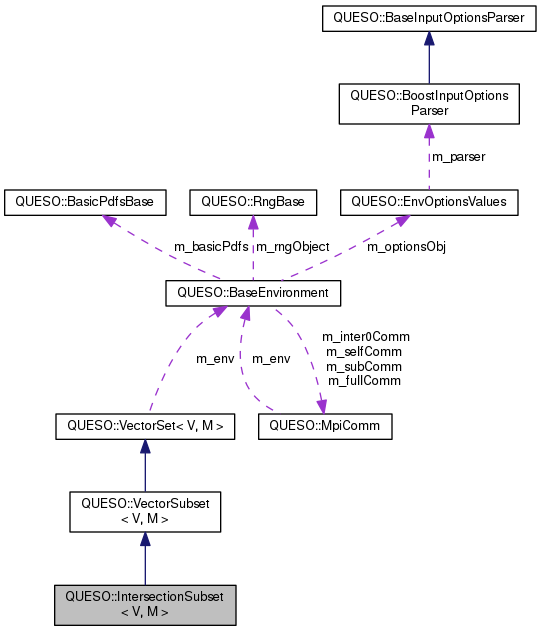 QUESO::BaseInputOptionsParser
QUESO::BoostInputOptions
Parser
m_parser
QUESO::BasicPdfsBase
QUESO::RngBase
QUESO::EnvOptionsValues
m_basicPdfs
m_rngObject
m_optionsObj
QUESO::BaseEnvironment
m_env
m_env
m_inter0Comm
m_selfComm
m_subComm
m_fullComm
QUESO::VectorSet< V, M >
QUESO::MpiComm
QUESO::VectorSubset
< V, M >
QUESO::IntersectionSubset
< V, M >